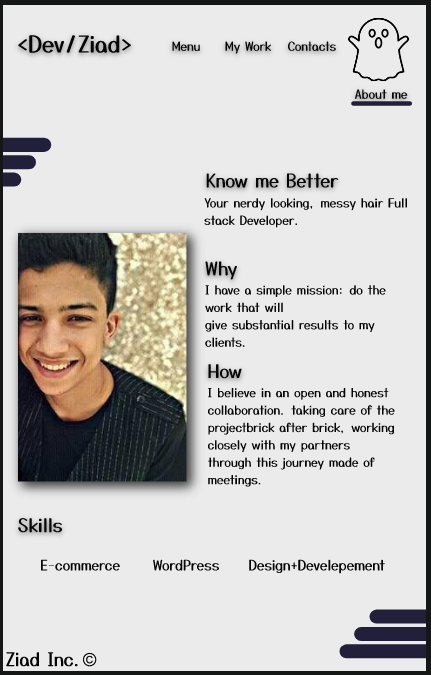 <Dev/Ziad>
Menu
My Work
Contacts
About me
Know me Better
Your nerdy looking, messy hair Full
stack Developer.
Why
I have a simple mission: do the
work that will
give substantial results to my
clients.
How
I believe in an open and honest
collaboration. taking care of the
projectbrick after brick, working
closely with my partners
through this journey made of
meetings.
Skills
E-commerce
WordPress
Design+Develepement
Ziad Inc. ©